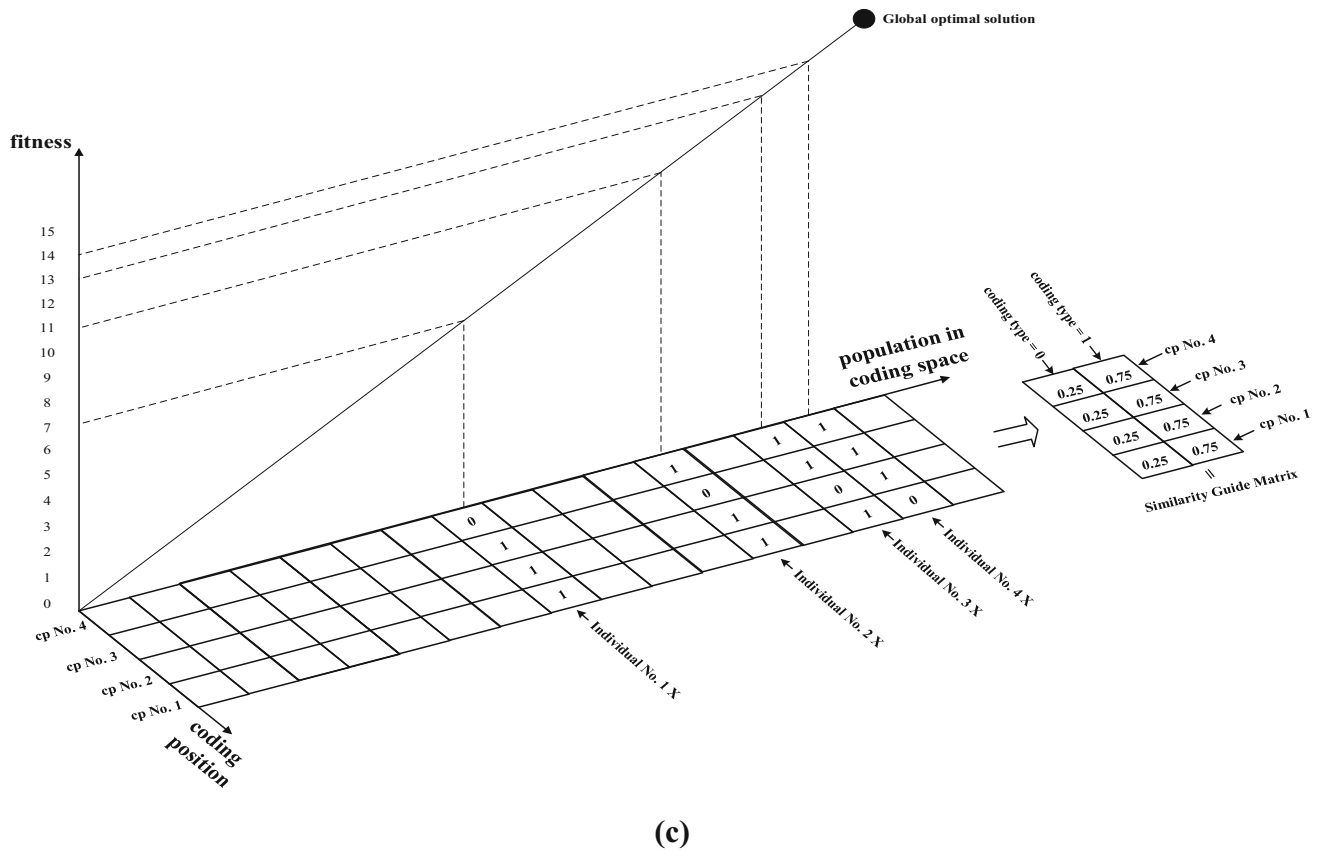 Global optimal solution
fitness
15
14
13
12
11
10
9
8
7
6
5
4
3
2
1
0
cp No. 4
cp No. 3
cp No. 2
cp No. 1
coding
position
0
1
1
1
1
0
1
1
1
1
0
1
1
1
1
0
Individual No. 1 X
Individual No. 2 X
Individual No. 3 X
Individual No. 4 X
population in
coding space
coding type = 0
coding type = 1
0.25 0.75
0.25 0.75
0.25 0.75
0.25 0.75
cp No. 4
cp No. 3
cp No. 2
cp No. 1
=
Similarity Guide Matrix
(c)